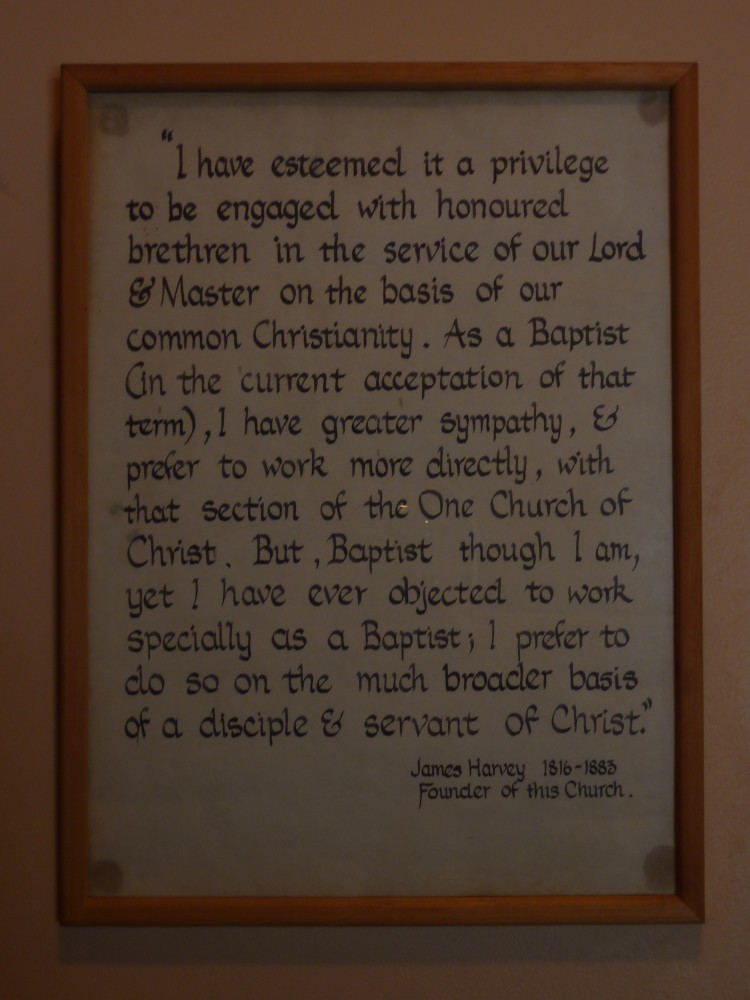 "I have esteemed it a privilege
to be engaged with honoured
brethren in the service of our Lord
& Master on the basis of our
common Christianity. As a Baptist
(in the current acceptation of that
term), I have greater sympathy, &
prefer to work more directly, with
that section of the One Church of
Christ. But, Baptist though I am,
yet I have ever objected to work
specially as a Baptist; I prefer to
do so on the much broader basis
of a disciple & servant of Christ."
James Harvey 1816-1883
Founder of this Church.